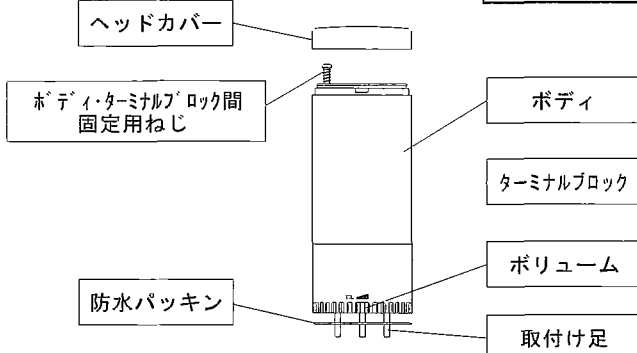 ヘッドカバー
ボディ・ターミナルブロック間
固定用ねじ
ボディ
ターミナルブロック
ボリューム
防水パッキン
取付け足